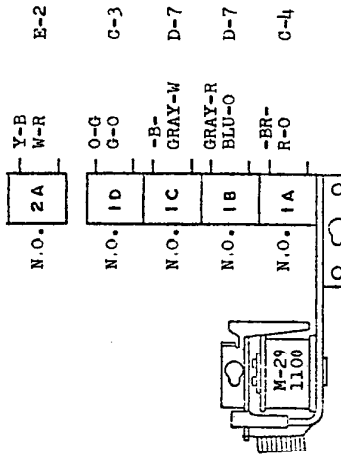 Y-B
W-R
N.O. 2A E-2
O-G
G-O
N.O. 1D C-3
-B-
GRAY-W
N.O. 1C D-7
GRAY-R
BLU-O
N.O. 1B D-7
-BR-
R-O
N.O. 1A C-4
M-29
1100